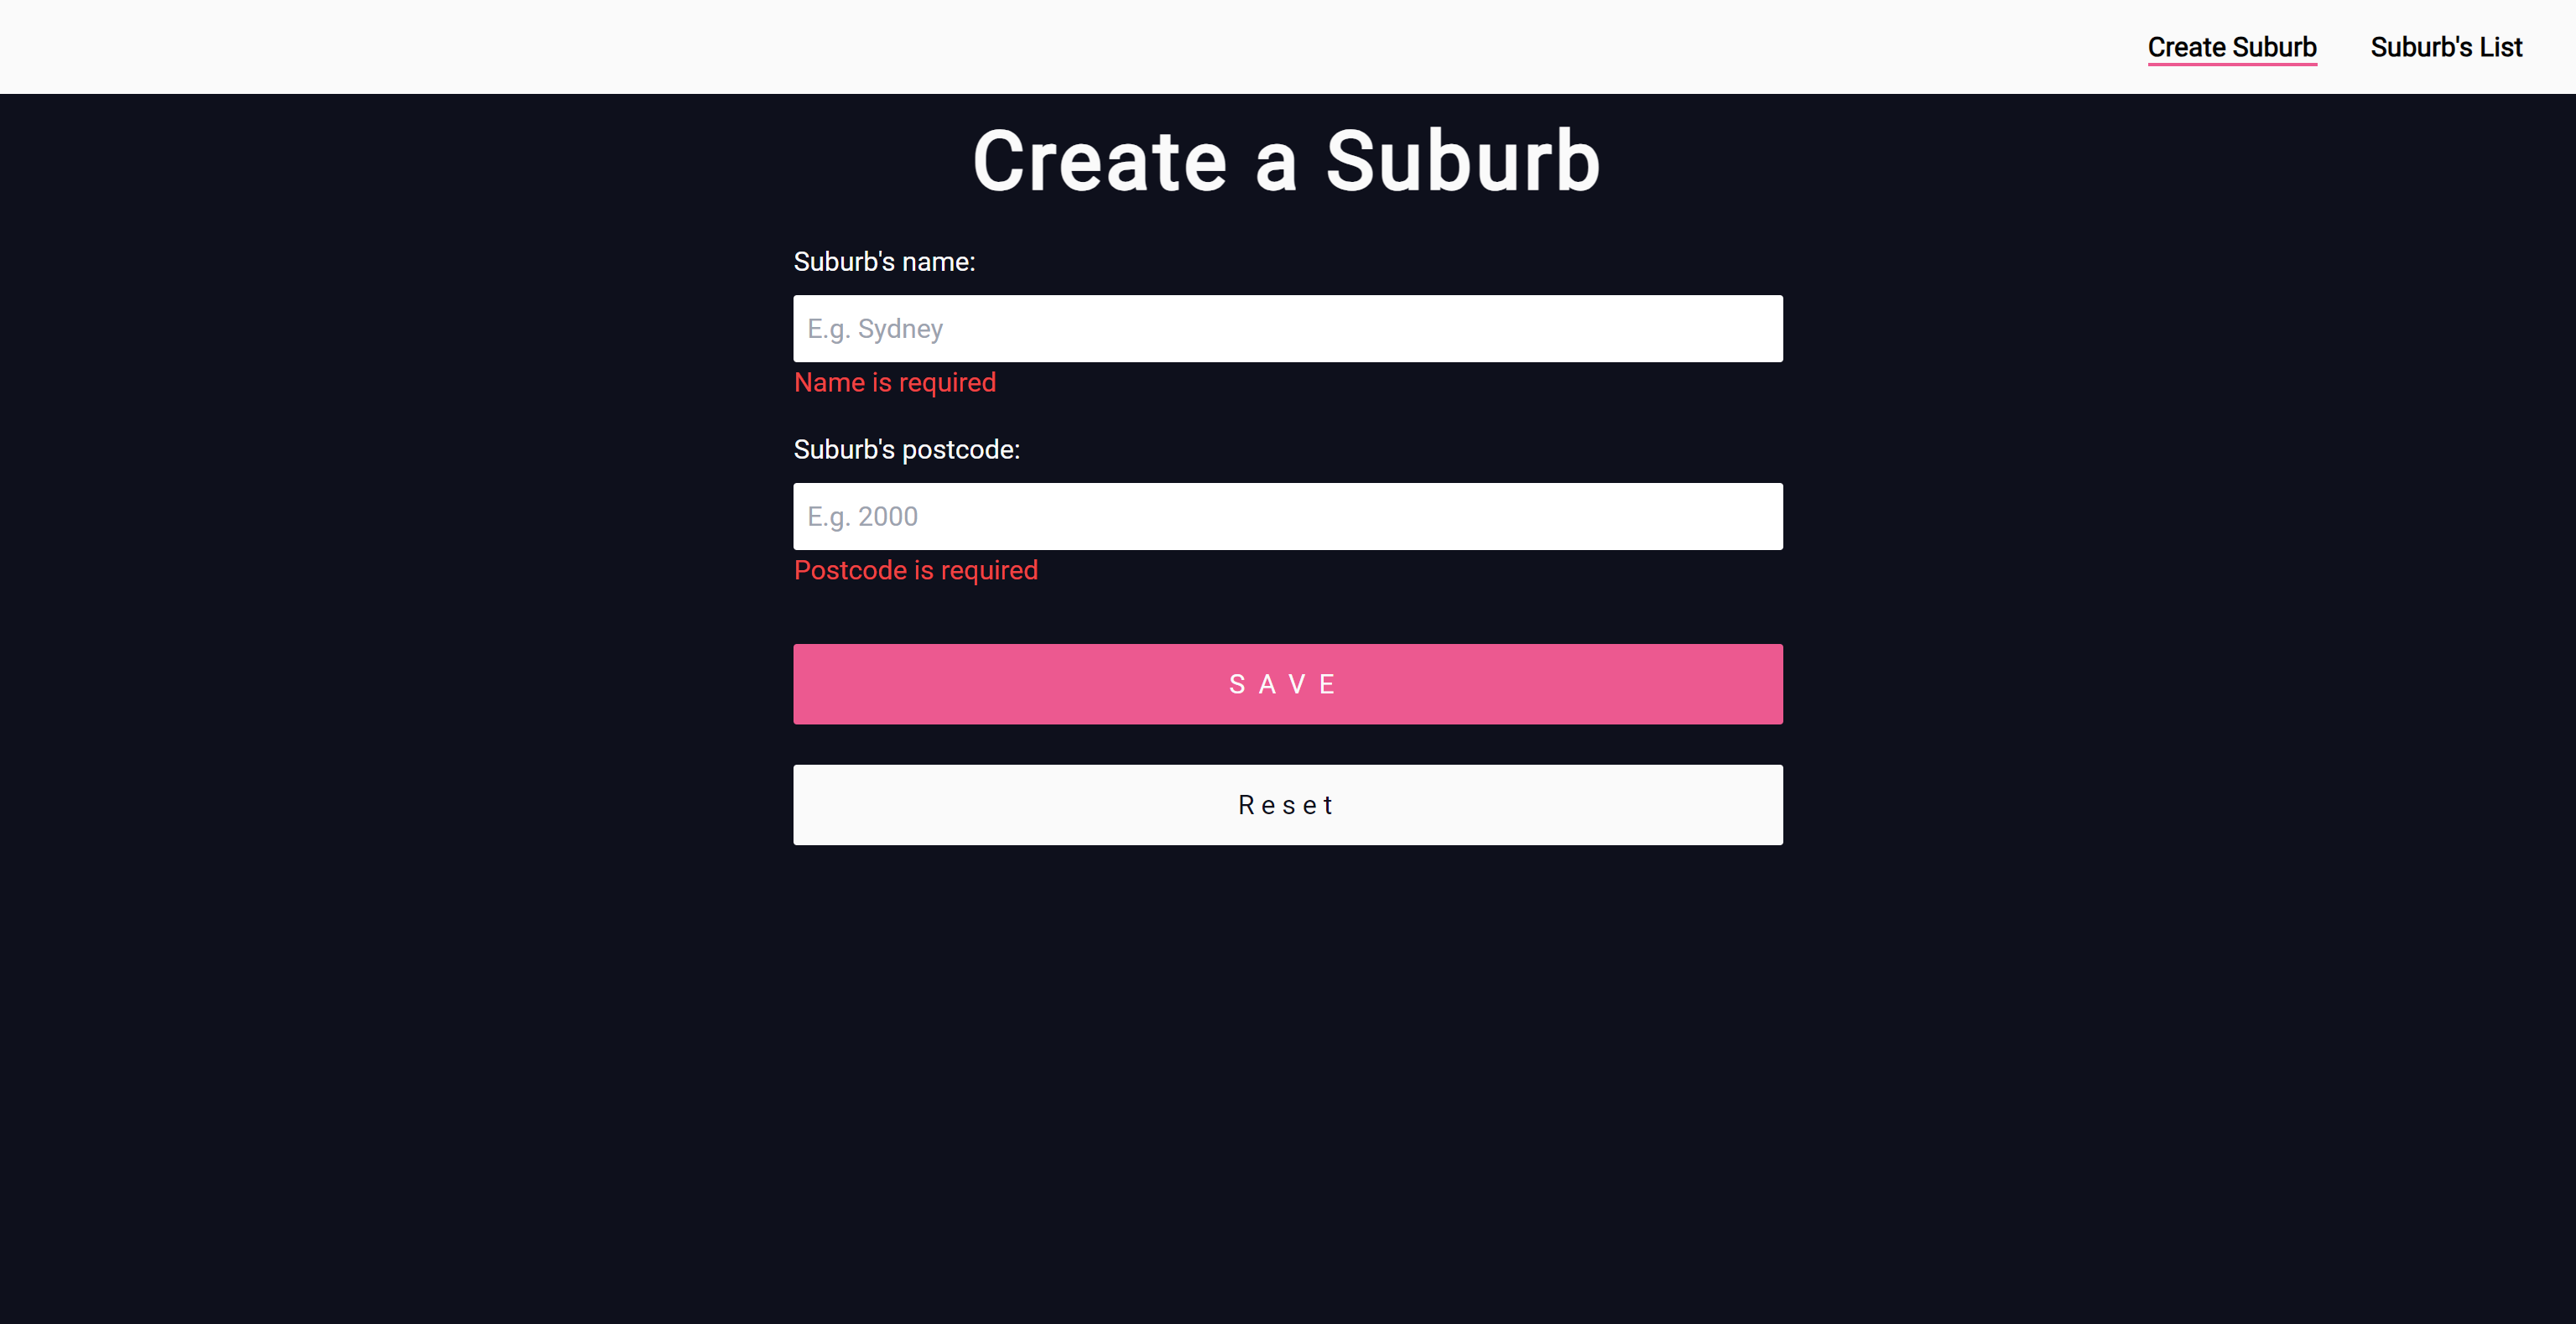 Create Suburb Suburb's List
Create a Suburb
Suburb's name:
E.g. Sydney
Name is required
Suburb's postcode:
E.g. 2000
Postcode is required
SAVE
Reset